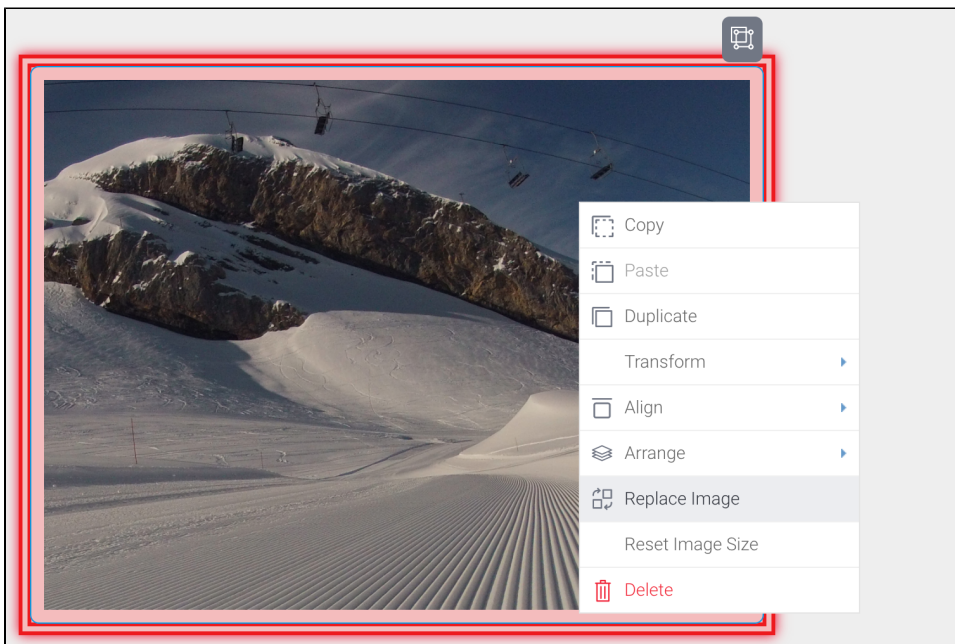 Copy
Paste
Duplicate
Transform
Align
Arrange
Replace Image
Reset Image Size
Delete